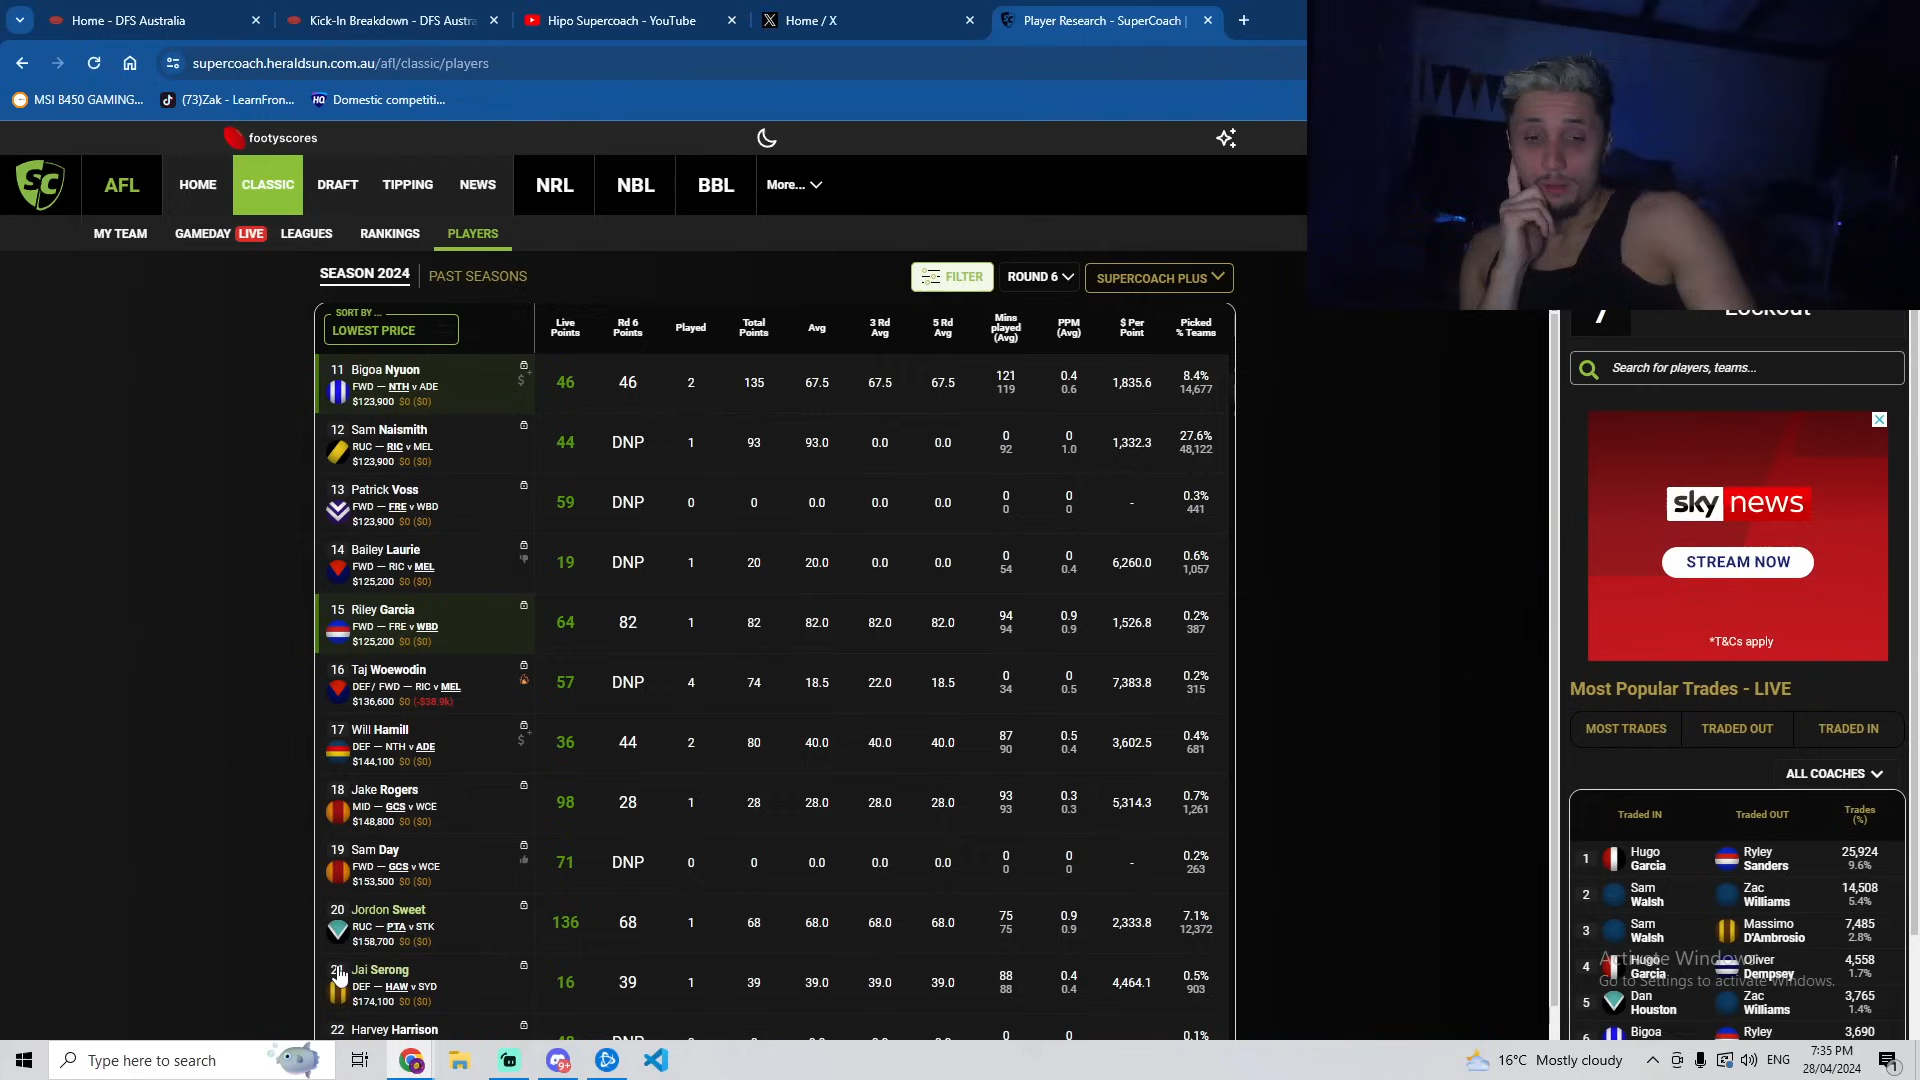 Home - DFS Australia
Kick-In Breakdown - DFS Austra
Hipo Supercoach - YouTube
Home / X
Player Research - SuperCoach |
supercoach.heraldsun.com.au/afl/classic/players
MSI B450 GAMING...
(73)Zak - LearnFron...
HQ Domestic competiti...
footyscores
SC AFL HOME CLASSIC DRAFT TIPPING NEWS NRL NBL BBL More...
MY TEAM GAMEDAY LIVE LEAGUES RANKINGS PLAYERS
SEASON 2024 PAST SEASONS FILTER ROUND 6 SUPERCOACH PLUS
SORT BY ...
LOWEST PRICE
Live Points Rd 6 Points Played Total Points Avg 3 Rd Avg 5 Rd Avg Mins played (Avg) PPM (Avg) $ Per Point Picked % Teams
11 Bigoa Nyuon
FWD — NTH v ADE
$123,900 $0 ($0)
46 46 2 135 67.5 67.5 67.5 121 119 0.4 0.6 1,835.6 8.4% 14,677
12 Sam Naismith
RUC — RIC v MEL
$123,900 $0 ($0)
44 DNP 1 93 93.0 0.0 0.0 0 92 0 1.0 1,332.3 27.6% 48,122
13 Patrick Voss
FWD — FRE v WBD
$123,900 $0 ($0)
59 DNP 0 0 0.0 0.0 0.0 0 0 0 0 - 0.3% 441
14 Bailey Laurie
FWD — RIC v MEL
$125,200 $0 ($0)
19 DNP 1 20 20.0 0.0 0.0 0 54 0 0.4 6,260.0 0.6% 1,057
15 Riley Garcia
FWD — FRE v WBD
$125,200 $0 ($0)
64 82 1 82 82.0 82.0 82.0 94 94 0.9 0.9 1,526.8 0.2% 387
16 Taj Woewodin
DEF/ FWD — RIC v MEL
$136,600 $0 (-$38.9k)
57 DNP 4 74 18.5 22.0 18.5 0 34 0 0.5 7,383.8 0.2% 315
17 Will Hamill
DEF — NTH v ADE
$144,100 $0 ($0)
36 44 2 80 40.0 40.0 40.0 87 90 0.5 0.4 3,602.5 0.4% 681
18 Jake Rogers
MID — GCS v WCE
$148,800 $0 ($0)
98 28 1 28 28.0 28.0 28.0 93 93 0.3 0.3 5,314.3 0.7% 1,261
19 Sam Day
FWD — GCS v WCE
$153,500 $0 ($0)
71 DNP 0 0 0.0 0.0 0.0 0 0 0 0 - 0.2% 263
20 Jordon Sweet
RUC — PTA v STK
$158,700 $0 ($0)
136 68 1 68 68.0 68.0 68.0 75 75 0.9 0.9 2,333.8 7.1% 12,372
Jai Serong
DEF — HAW v SYD
$174,100 $0 ($0)
16 39 1 39 39.0 39.0 39.0 88 88 0.4 0.4 4,464.1 0.5% 903
22 Harvey Harrison
DNP 0 0 0.1%
Lockout
Search for players, teams...
sky news
STREAM NOW
*T&Cs apply
Most Popular Trades - LIVE
MOST TRADES TRADED OUT TRADED IN
ALL COACHES
Traded IN Traded OUT Trades (%)
1 Hugo Garcia Ryley Sanders 25,924 9.6%
2 Sam Walsh Zac Williams 14,508 5.4%
3 Sam Walsh Massimo D'Ambrosio 7,485 2.8%
4 Hugo Garcia Oliver Dempsey 4,558 1.7%
5 Dan Houston Zac Williams 3,765 1.4%
Bigoa Ryley 3,690
Activate Windows
Go to Settings to activate Windows.
Type here to search
16°C Mostly cloudy
ENG
7:35 PM
28/04/2024